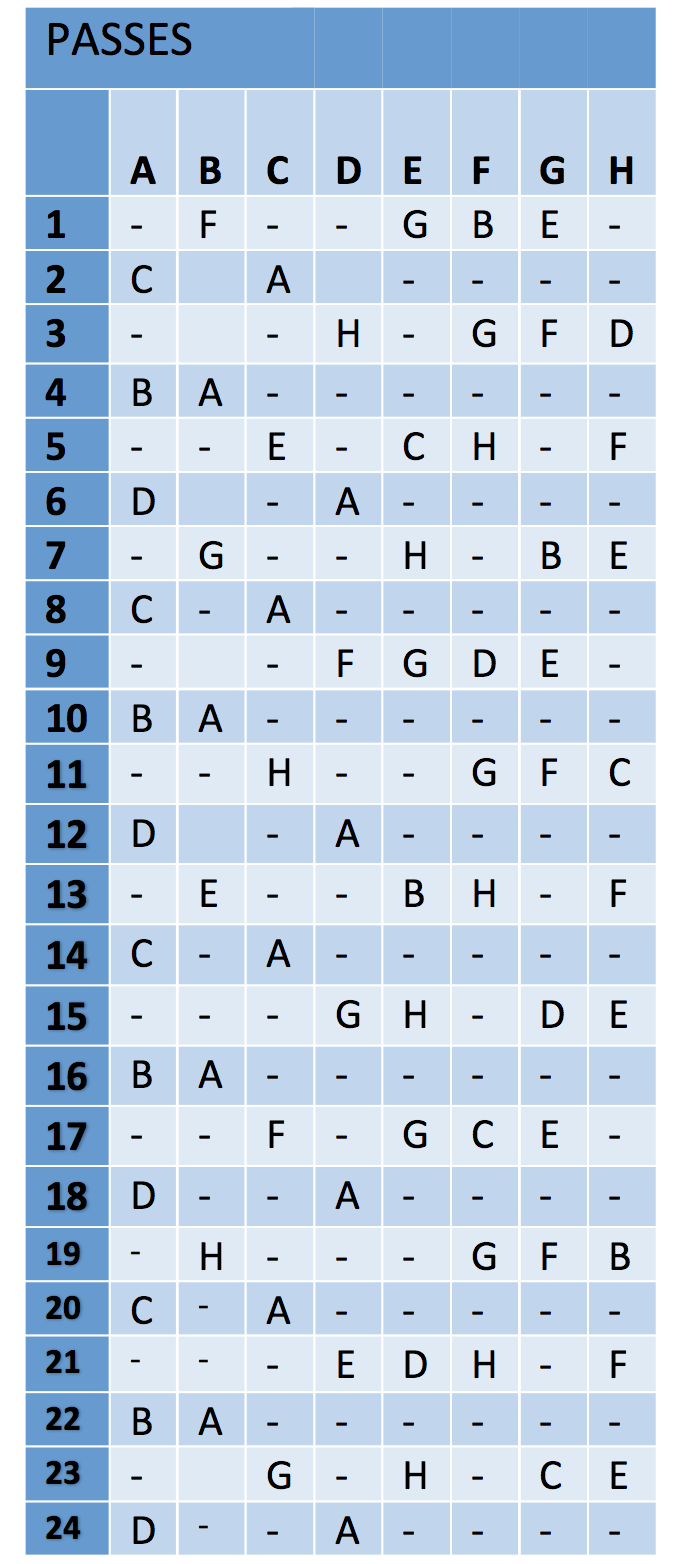 PASSES
A B C D E F G H
1 - F - - G B E -
2 C A - - - -
3 - - H - G F D
4 B A - - - - - -
5 - - E - C H - F
6 D - A - - - -
7 - G - - H - B E
8 C - A - - - - -
9 - - F G D E -
10 B A - - - - - -
11 - - H - - G F C
12 D - A - - - -
13 - E - - B H - F
14 C - A - - - - -
15 - - - G H - D E
16 B A - - - - - -
17 - - F - G C E -
18 D - - A - - - -
19 - H - - - G F B
20 C - A - - - - -
21 - - - E D H - F
22 B A - - - - - -
23 - G - H - C E
24 D - - A - - - -